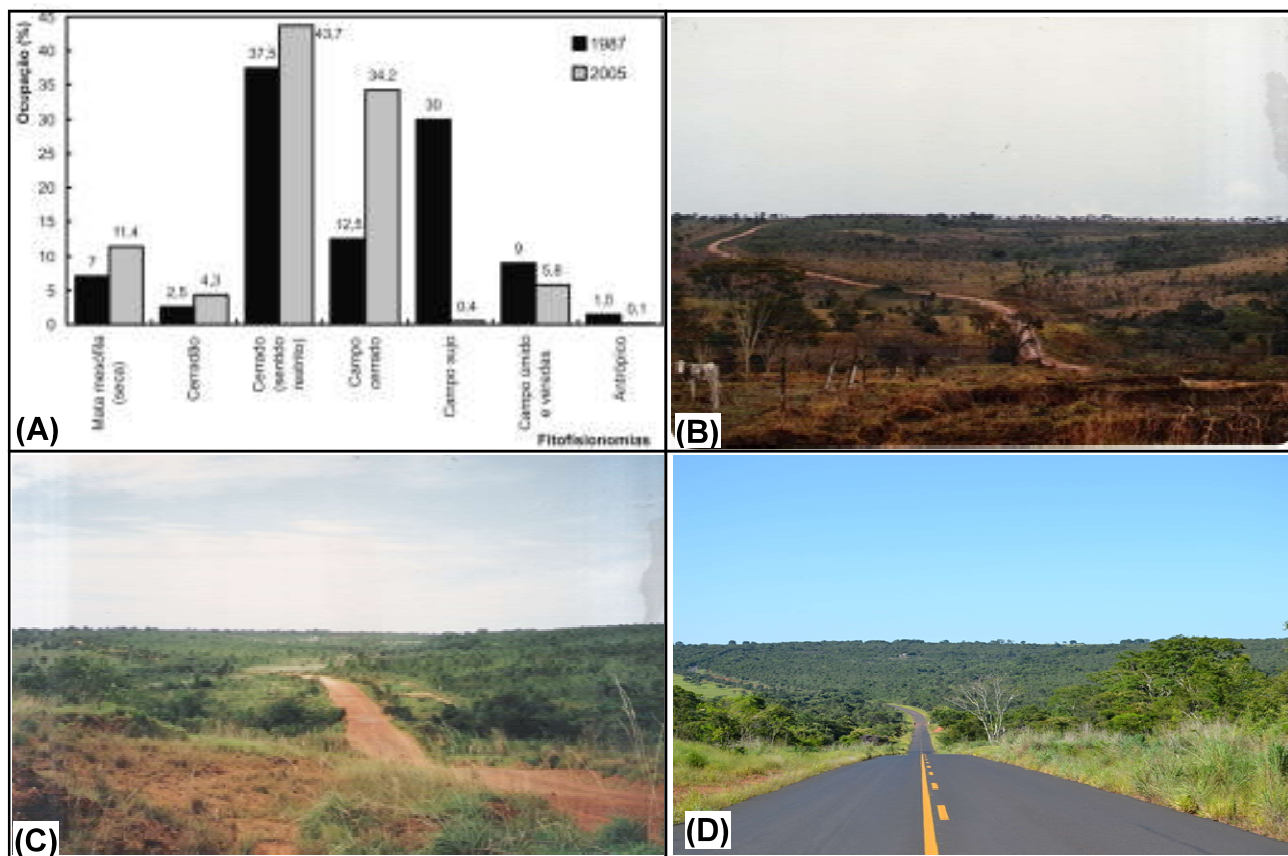 Ocupação (%)
45
40
35
30
25
20
15
10
5
0
1987
2005
7
11,4
2,5
4,3
37,5
43,7
12,5
34,2
30
0,4
9
5,8
1,5
0,1
Mata mesófila
(seca)
Cerradão
Cerrado
(sentido
restrito)
Campo
cerrado
Campo sujo
Campo úmido
e veredas
Antrópico
Fitofisionomias
(A)
(B)
(C)
(D)